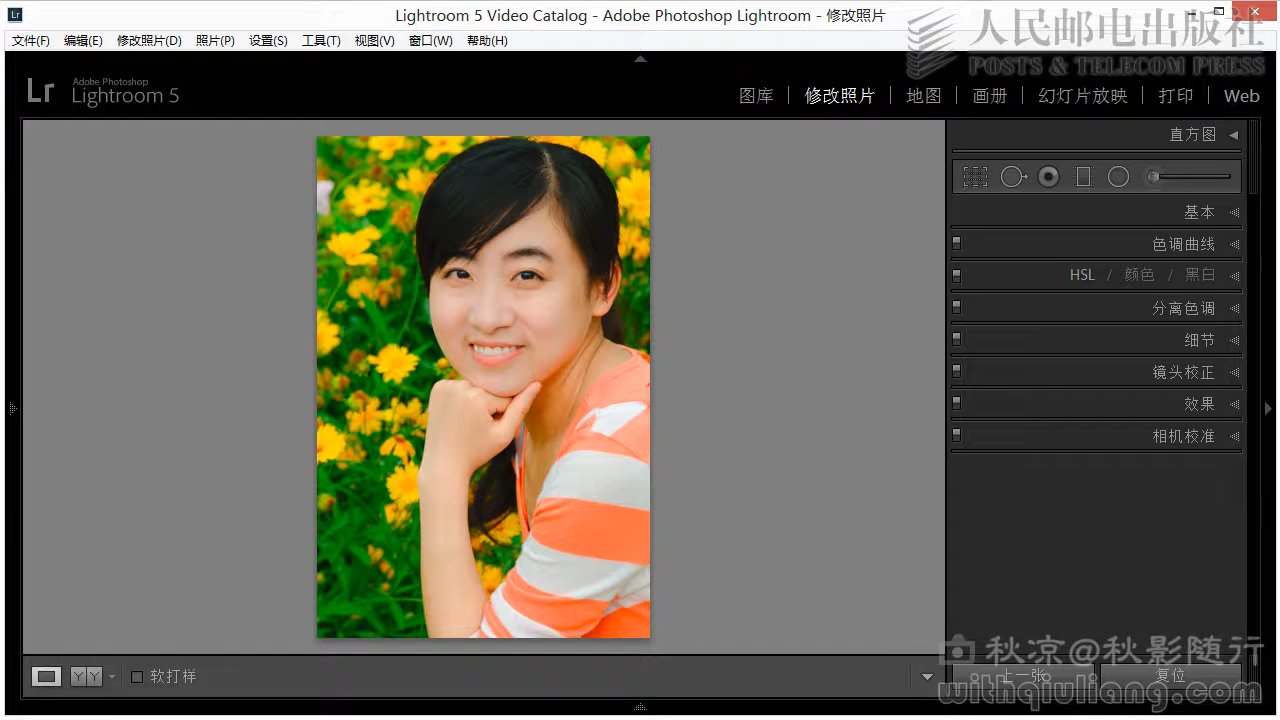 Lr
Lightroom 5 Video Catalog - Adobe Photoshop Lightroom - 修改照片
文件(F) 编辑(E) 修改照片(D) 照片(P) 设置(S) 工具(T) 视图(V) 窗口(W) 帮助(H)
人民邮电出版社
POSTS & TELECOM PRESS
Lr Adobe Photoshop
Lightroom 5
图库 修改照片 地图 画册 幻灯片放映 打印 Web
直方图
基本
色调曲线
HSL / 颜色 / 黑白
分离色调
细节
镜头校正
效果
相机校准
秋凉@秋影随行
YY 软打样
上一张 复位
withqiuliang.com